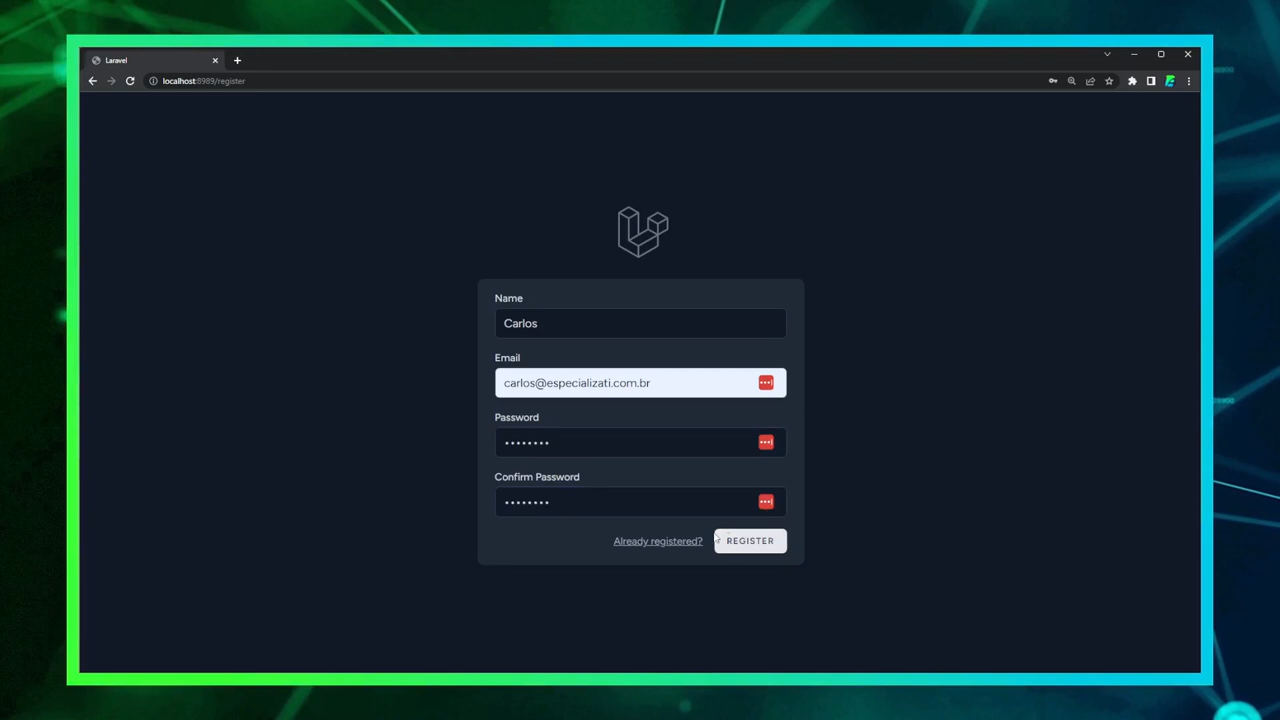 Laravel
localhost:8989/register
Name
Carlos
Email
carlos@especializati.com.br
Password
••••••••
Confirm Password
••••••••
Already registered? REGISTER